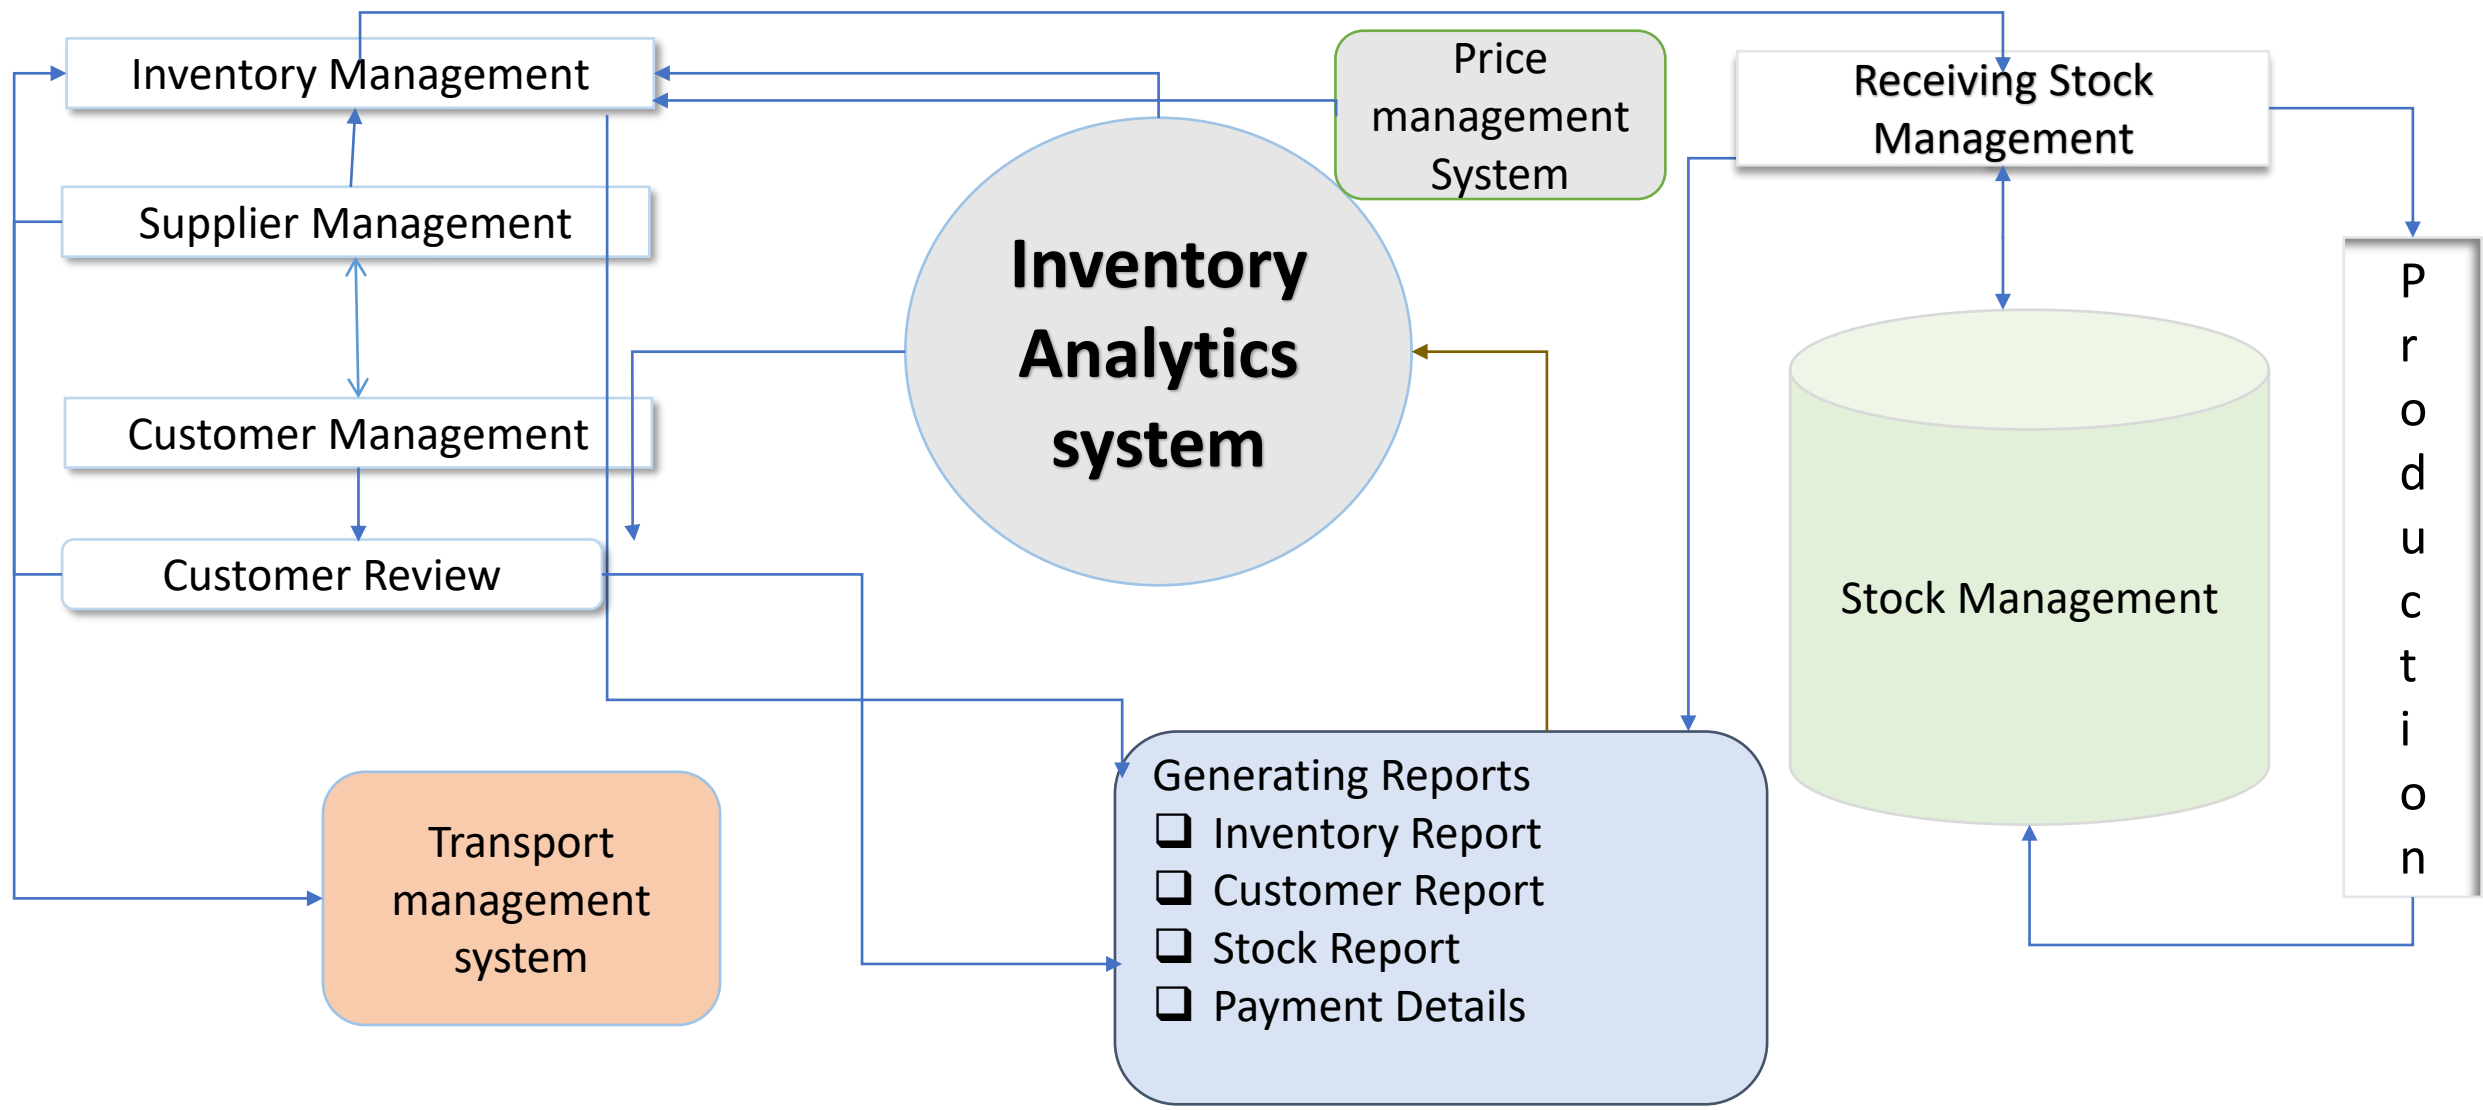 Inventory Management
Supplier Management
Customer Management
Customer Review
Transport
management
system
Inventory
Analytics
system
Price
management
System
Generating Reports
❑ Inventory Report
❑ Customer Report
❑ Stock Report
❑ Payment Details
Receiving Stock
Management
Stock Management
P
r
o
d
u
c
t
i
o
n